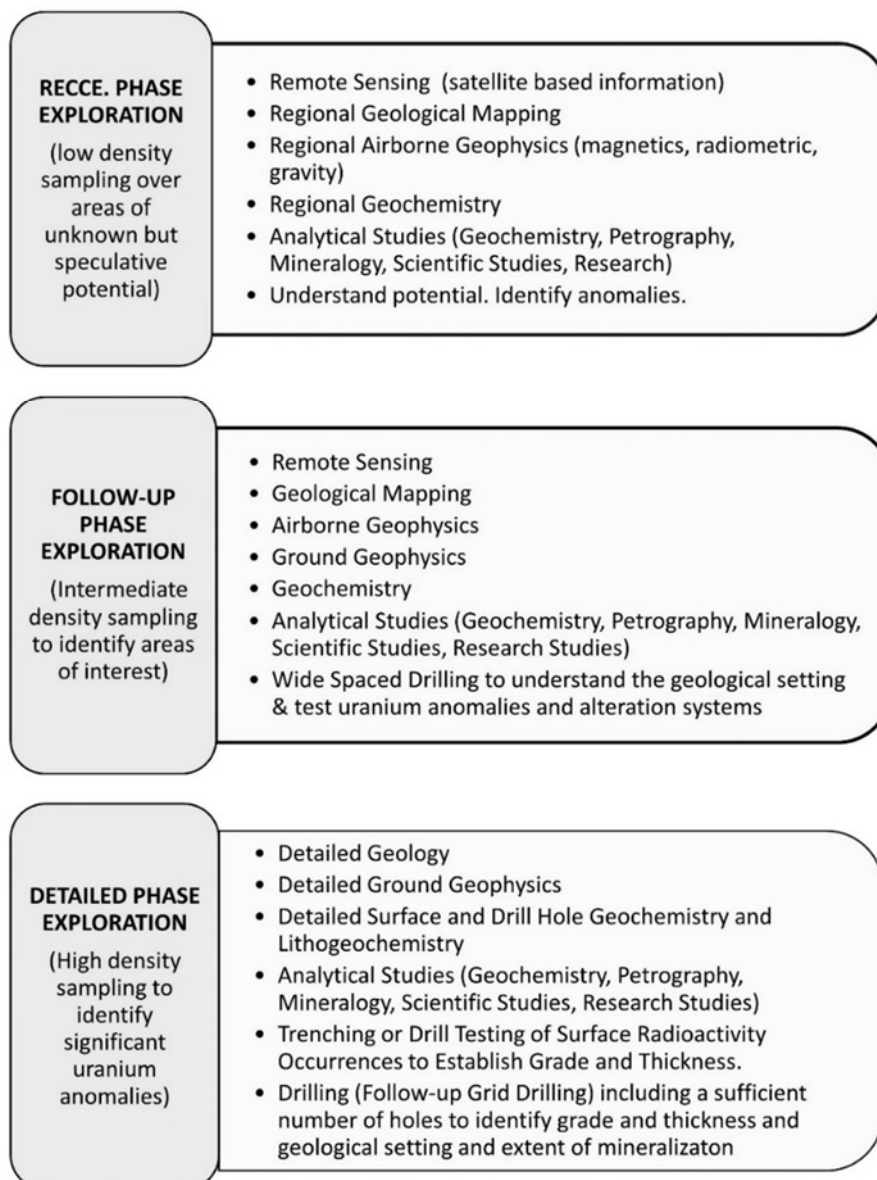 RECCE. PHASE
EXPLORATION
(low density
sampling over
areas of
unknown but
speculative
potential)
• Remote Sensing (satellite based information)
• Regional Geological Mapping
• Regional Airborne Geophysics (magnetics, radiometric,
gravity)
• Regional Geochemistry
• Analytical Studies (Geochemistry, Petrography,
Mineralogy, Scientific Studies, Research)
• Understand potential. Identify anomalies.
FOLLOW-UP
PHASE
EXPLORATION
(Intermediate
density sampling
to identify areas
of interest)
• Remote Sensing
• Geological Mapping
• Airborne Geophysics
• Ground Geophysics
• Geochemistry
• Analytical Studies (Geochemistry, Petrography, Mineralogy,
Scientific Studies, Research Studies)
• Wide Spaced Drilling to understand the geological setting
& test uranium anomalies and alteration systems
DETAILED PHASE
EXPLORATION
(High density
sampling to
identify
significant
uranium
anomalies)
• Detailed Geology
• Detailed Ground Geophysics
• Detailed Surface and Drill Hole Geochemistry and
Lithogeochemistry
• Analytical Studies (Geochemistry, Petrography,
Mineralogy, Scientific Studies, Research Studies)
• Trenching or Drill Testing of Surface Radioactivity
Occurrences to Establish Grade and Thickness.
• Drilling (Follow-up Grid Drilling) including a sufficient
number of holes to identify grade and thickness and
geological setting and extent of mineralizaton